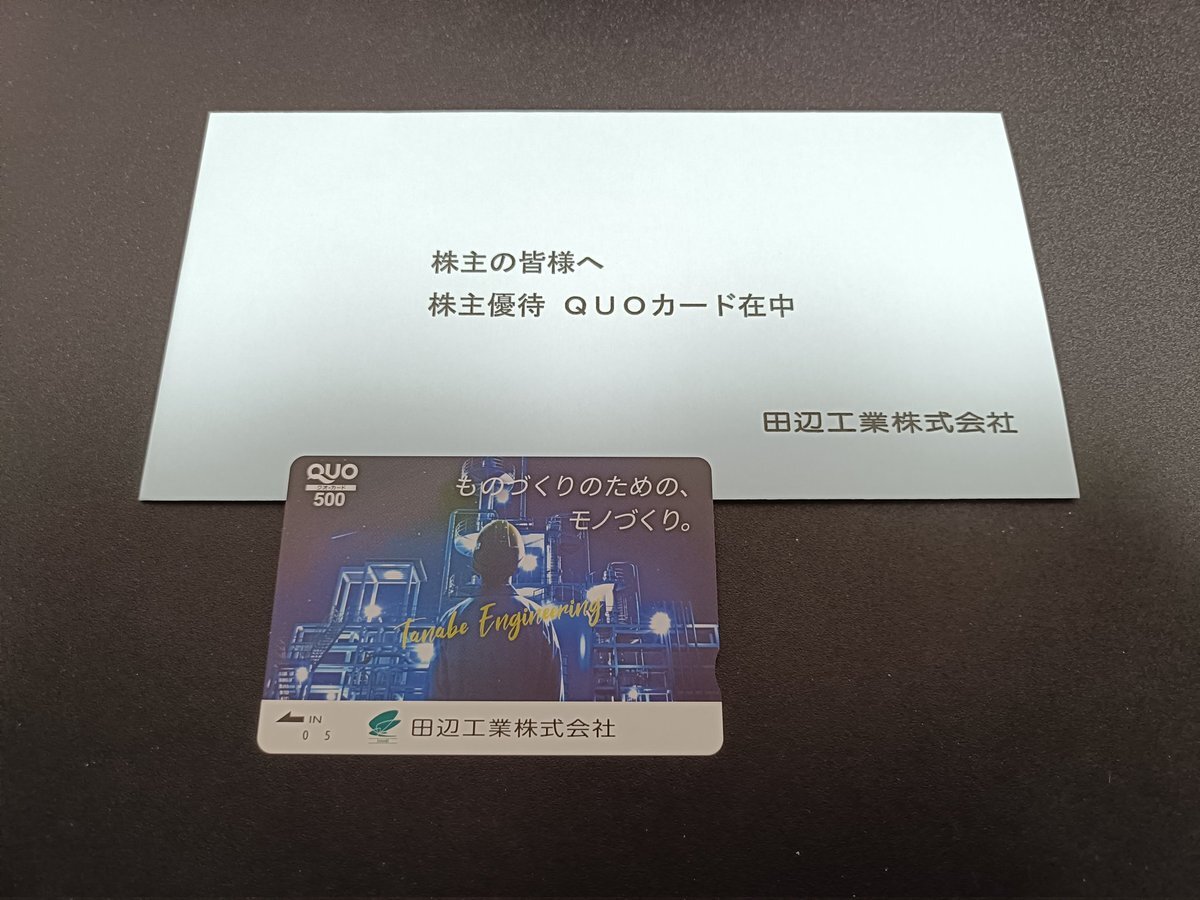 株主の皆様へ
株主優待 QUOカード在中
田辺工業株式会社
QUO
クオ・カード
500
ものづくりのための、
モノづくり。
Tanabe Engineering
IN
0 5
田辺工業株式会社